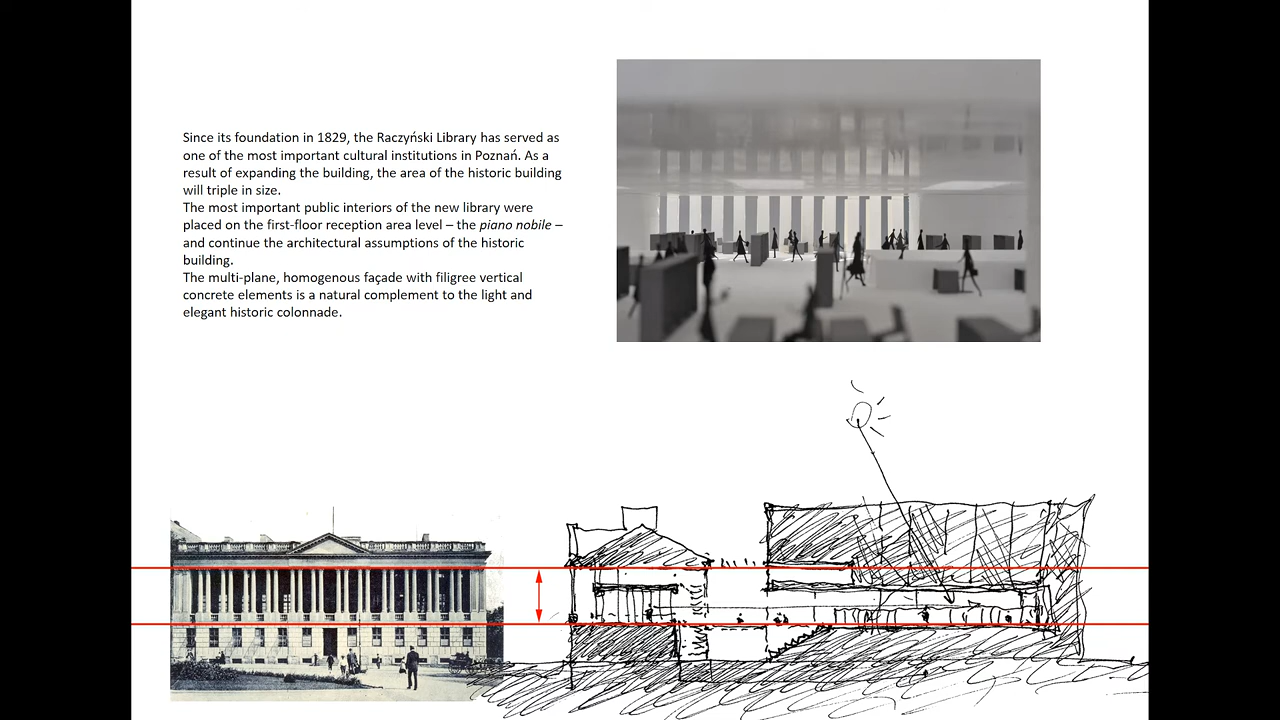 Since its foundation in 1829, the Raczyński Library has served as
one of the most important cultural institutions in Poznań. As a
result of expanding the building, the area of the historic building
will triple in size.
The most important public interiors of the new library were
placed on the first-floor reception area level – the piano nobile –
and continue the architectural assumptions of the historic
building.
The multi-plane, homogenous façade with filigree vertical
concrete elements is a natural complement to the light and
elegant historic colonnade.